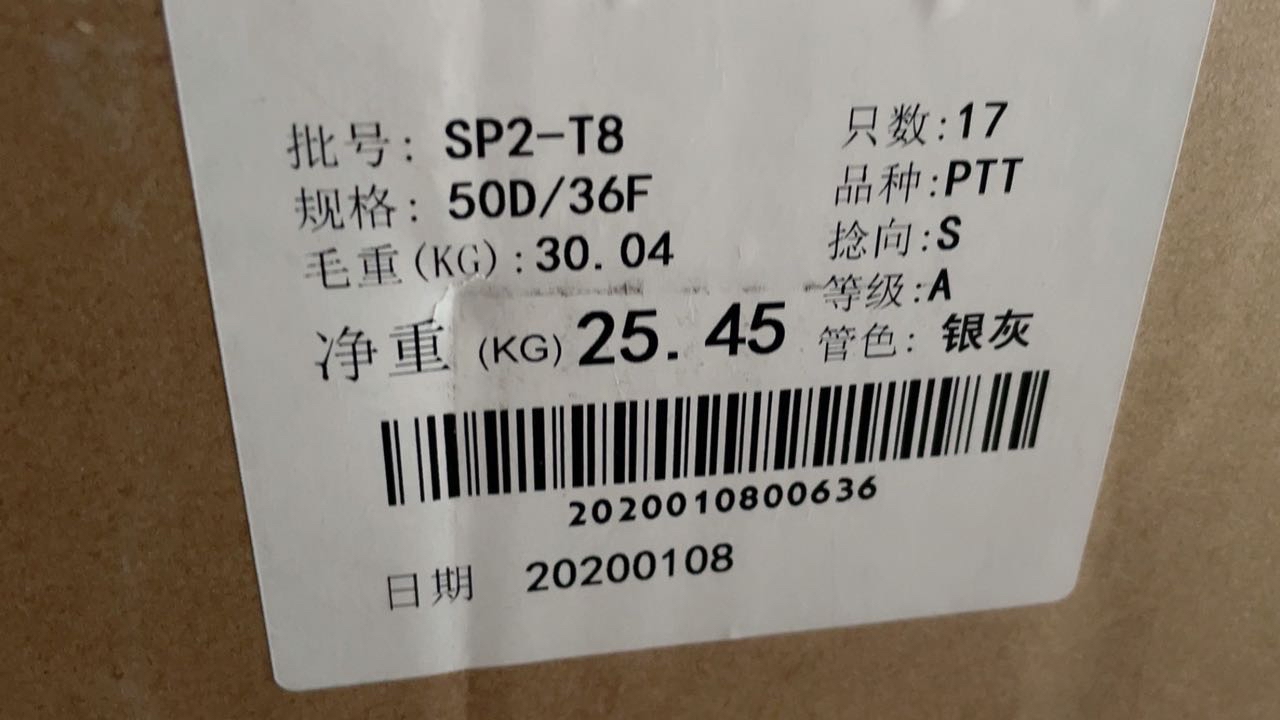 批号: SP2-T8
只数:17
规格: 50D/36F
品种:PTT
毛重(KG):30.04
捻向:S
等级:A
净重(KG)25.45
管色: 银灰
2020010800636
日期 20200108